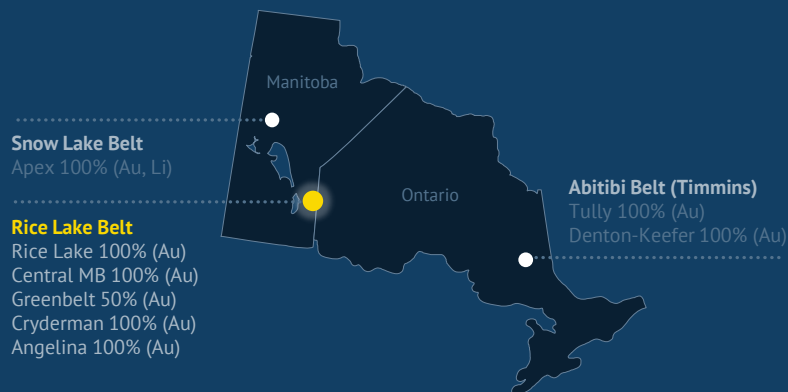 Manitoba
Snow Lake Belt
Apex 100% (Au, Li)
Rice Lake Belt
Rice Lake 100% (Au)
Central MB 100% (Au)
Greenbelt 50% (Au)
Cryderman 100% (Au)
Angelina 100% (Au)
Ontario
Abitibi Belt (Timmins)
Tully 100% (Au)
Denton-Keefer 100% (Au)